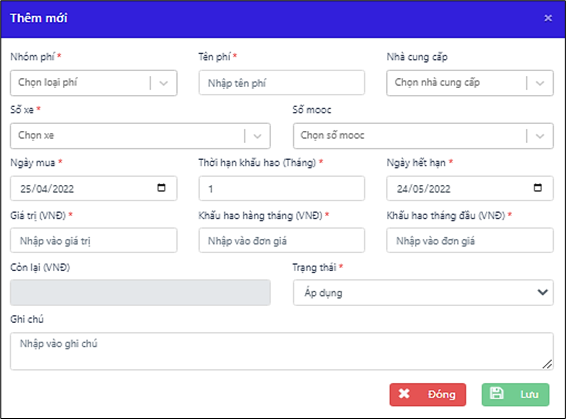 Thêm mới ×
Nhóm phí * Tên phí * Nhà cung cấp
Chọn loại phí Nhập tên phí Chọn nhà cung cấp
Số xe * Số mooc
Chọn xe Chọn số mooc
Ngày mua * Thời hạn khấu hao (Tháng) * Ngày hết hạn *
25/04/2022 1 24/05/2022
Giá trị (VNĐ) * Khấu hao hàng tháng (VNĐ) * Khấu hao tháng đầu (VNĐ) *
Nhập vào giá trị Nhập vào đơn giá Nhập vào đơn giá
Còn lại (VNĐ) Trạng thái *
Áp dụng
Ghi chú
Nhập vào ghi chú
Đóng Lưu